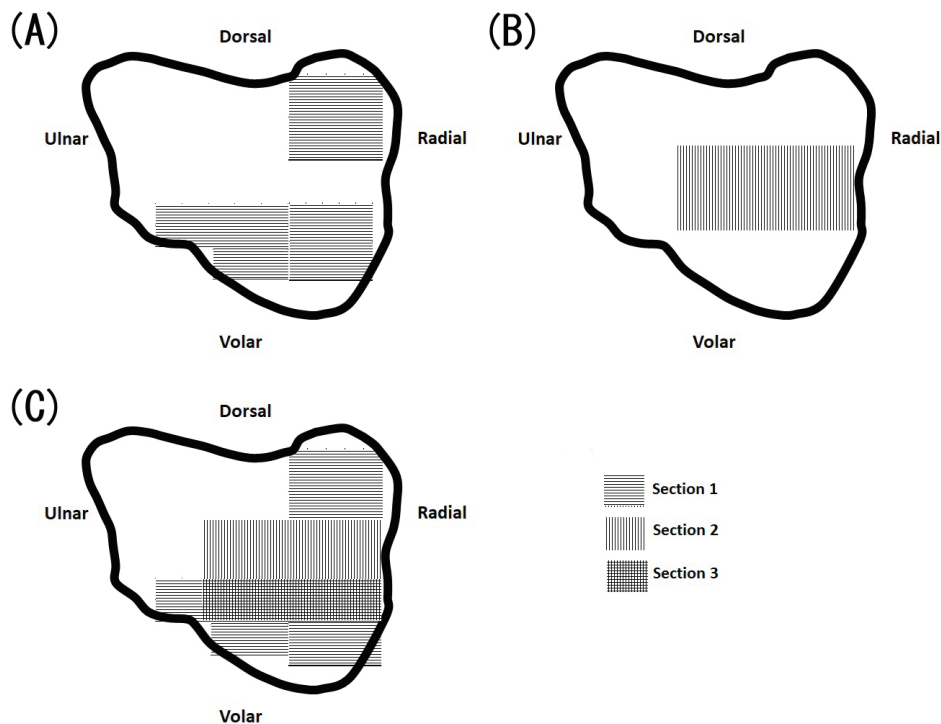 (A)
Dorsal
Ulnar
Radial
Volar
(B)
Dorsal
Ulnar
Radial
Volar
(C)
Dorsal
Ulnar
Radial
Volar
Section 1
Section 2
Section 3